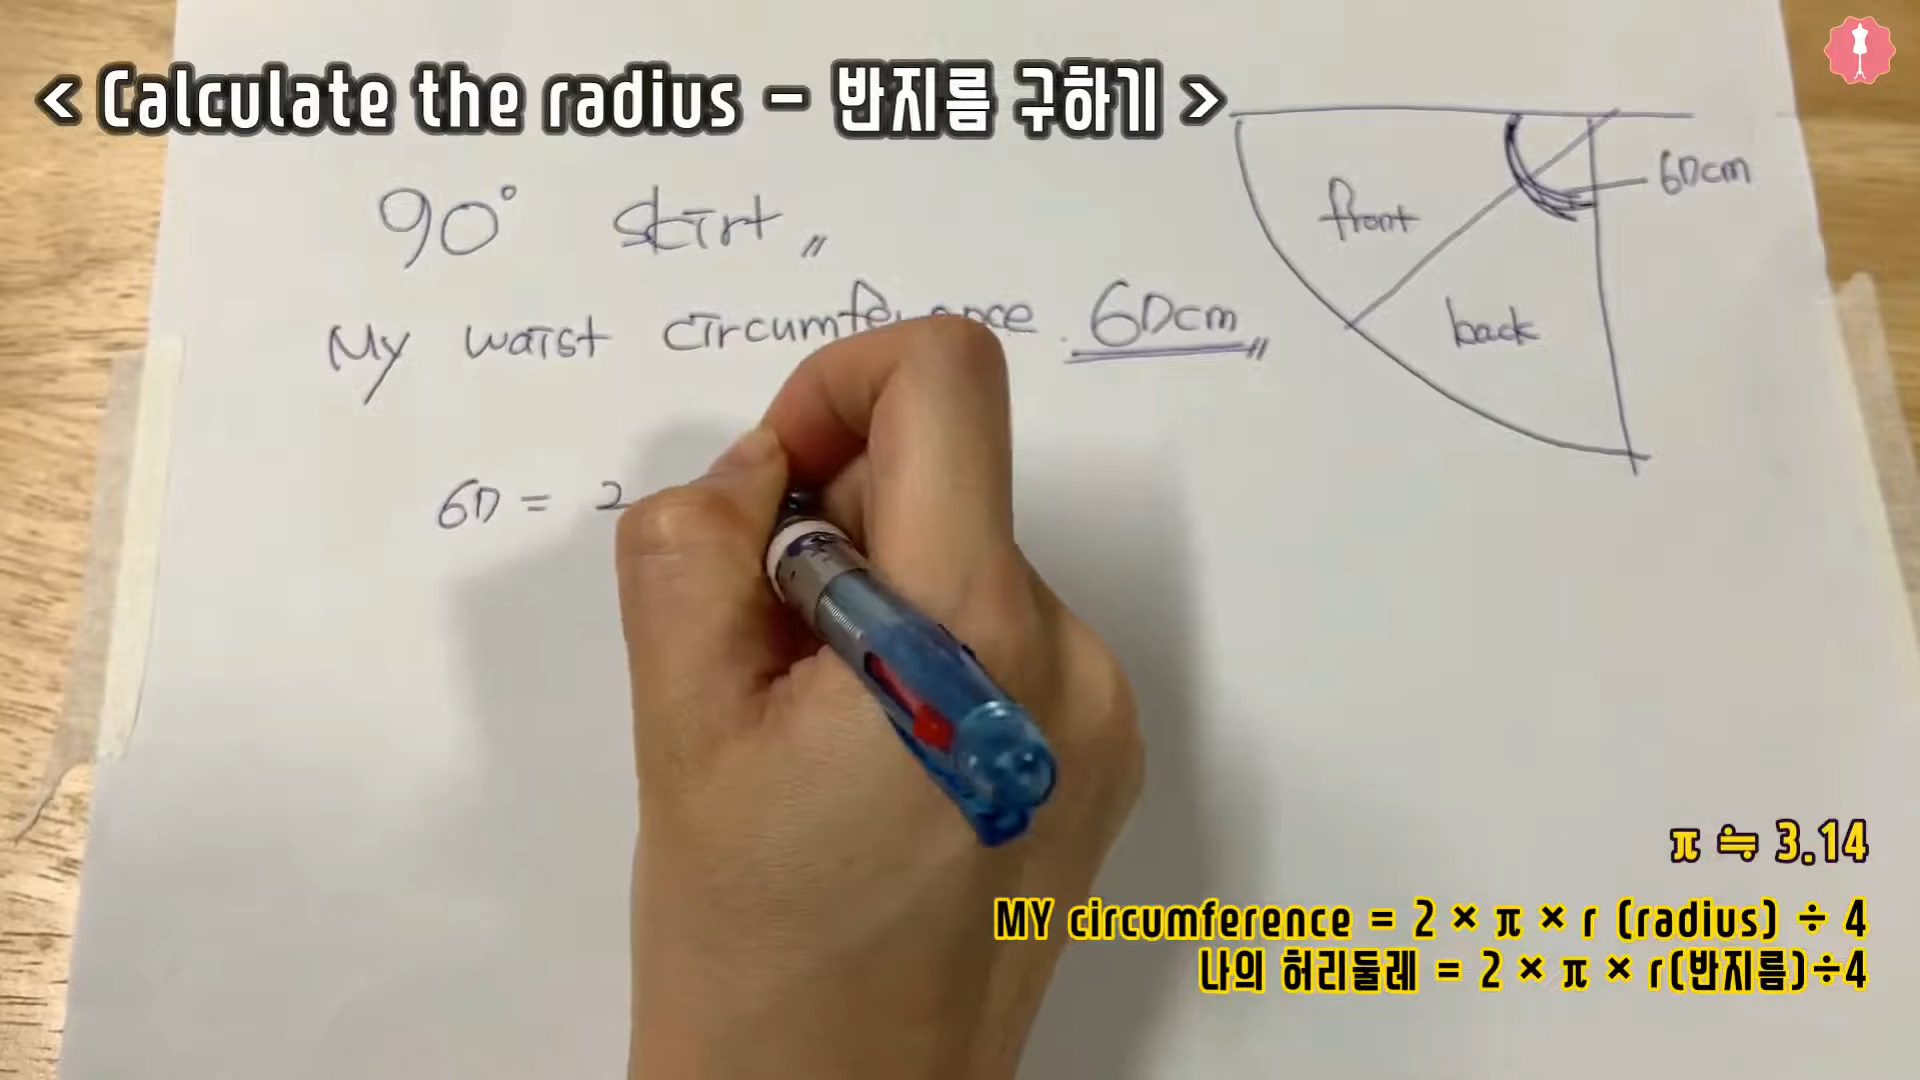 < Calculate the radius - 반지름 구하기 >
90° skirt
60cm
front
My waist circumference 60cm
back
60 = 2
π ≒ 3.14
MY circumference = 2 × π × r (radius) ÷ 4
나의 허리둘레 = 2 × π × r(반지름)÷4